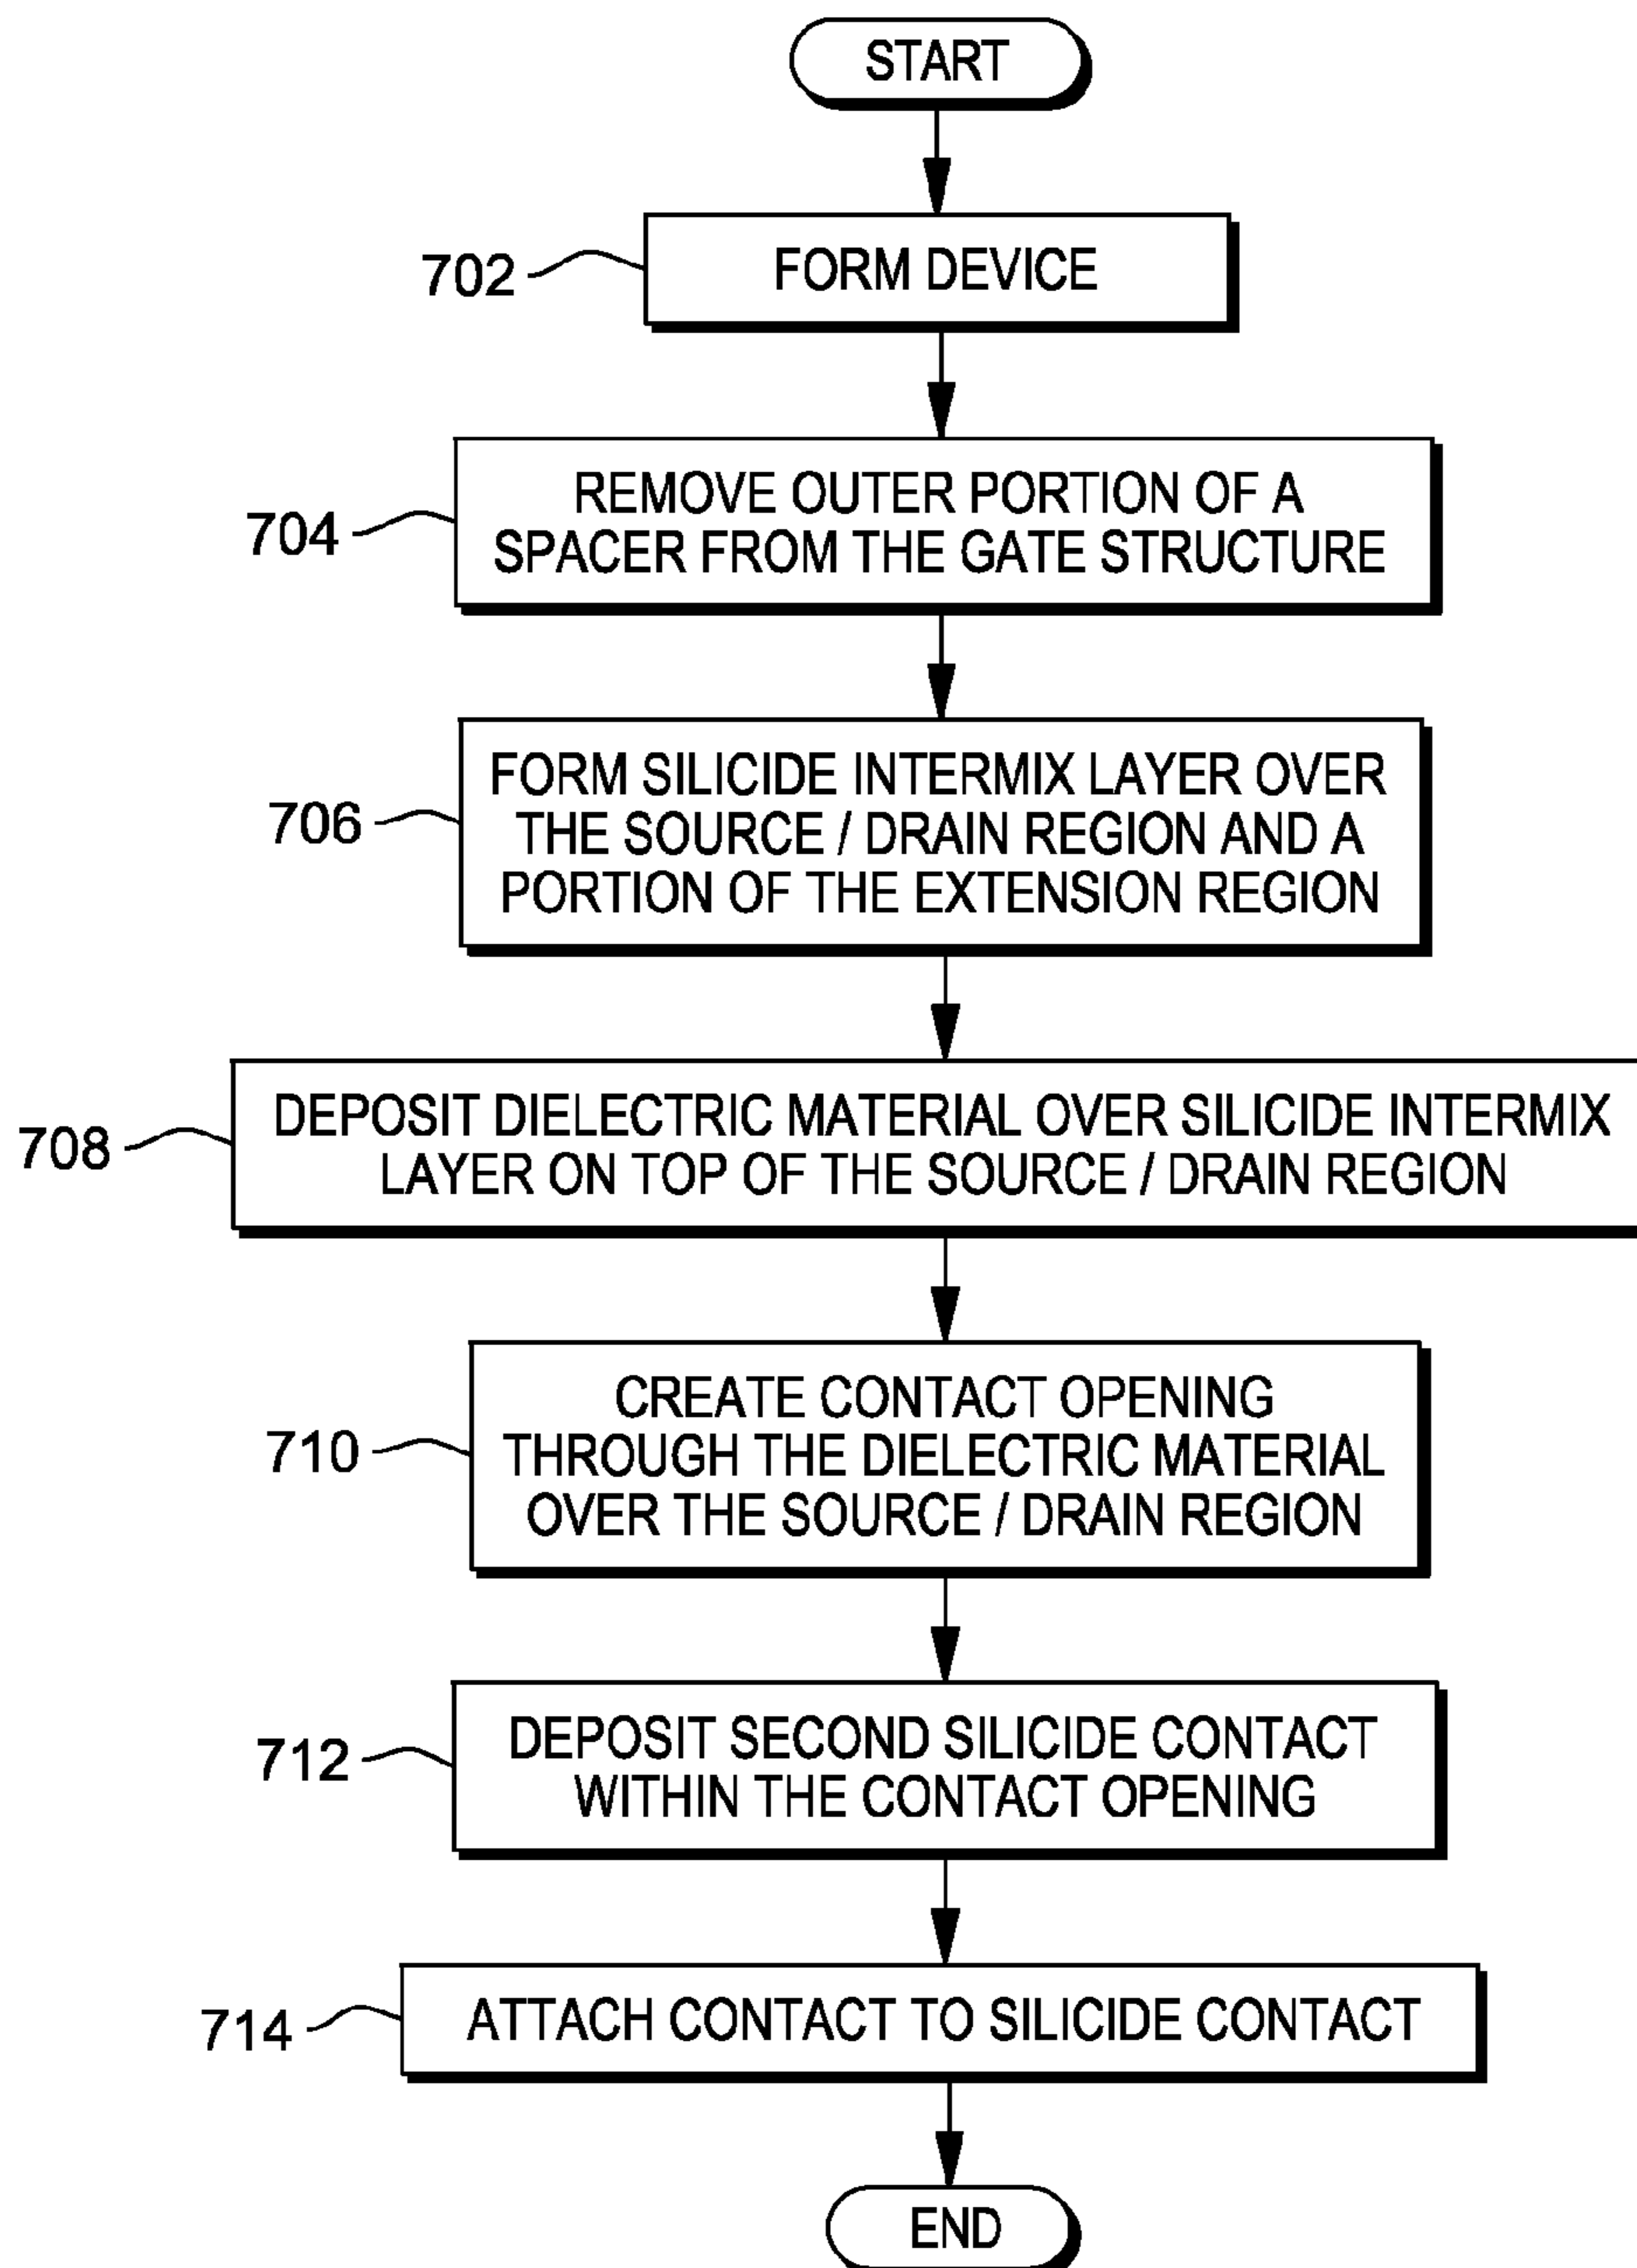 START
702
FORM DEVICE
704
REMOVE OUTER PORTION OF A
SPACER FROM THE GATE STRUCTURE
706
FORM SILICIDE INTERMIX LAYER OVER
THE SOURCE / DRAIN REGION AND A
PORTION OF THE EXTENSION REGION
708
DEPOSIT DIELECTRIC MATERIAL OVER SILICIDE INTERMIX
LAYER ON TOP OF THE SOURCE / DRAIN REGION
710
CREATE CONTACT OPENING
THROUGH THE DIELECTRIC MATERIAL
OVER THE SOURCE / DRAIN REGION
712
DEPOSIT SECOND SILICIDE CONTACT
WITHIN THE CONTACT OPENING
714
ATTACH CONTACT TO SILICIDE CONTACT
END